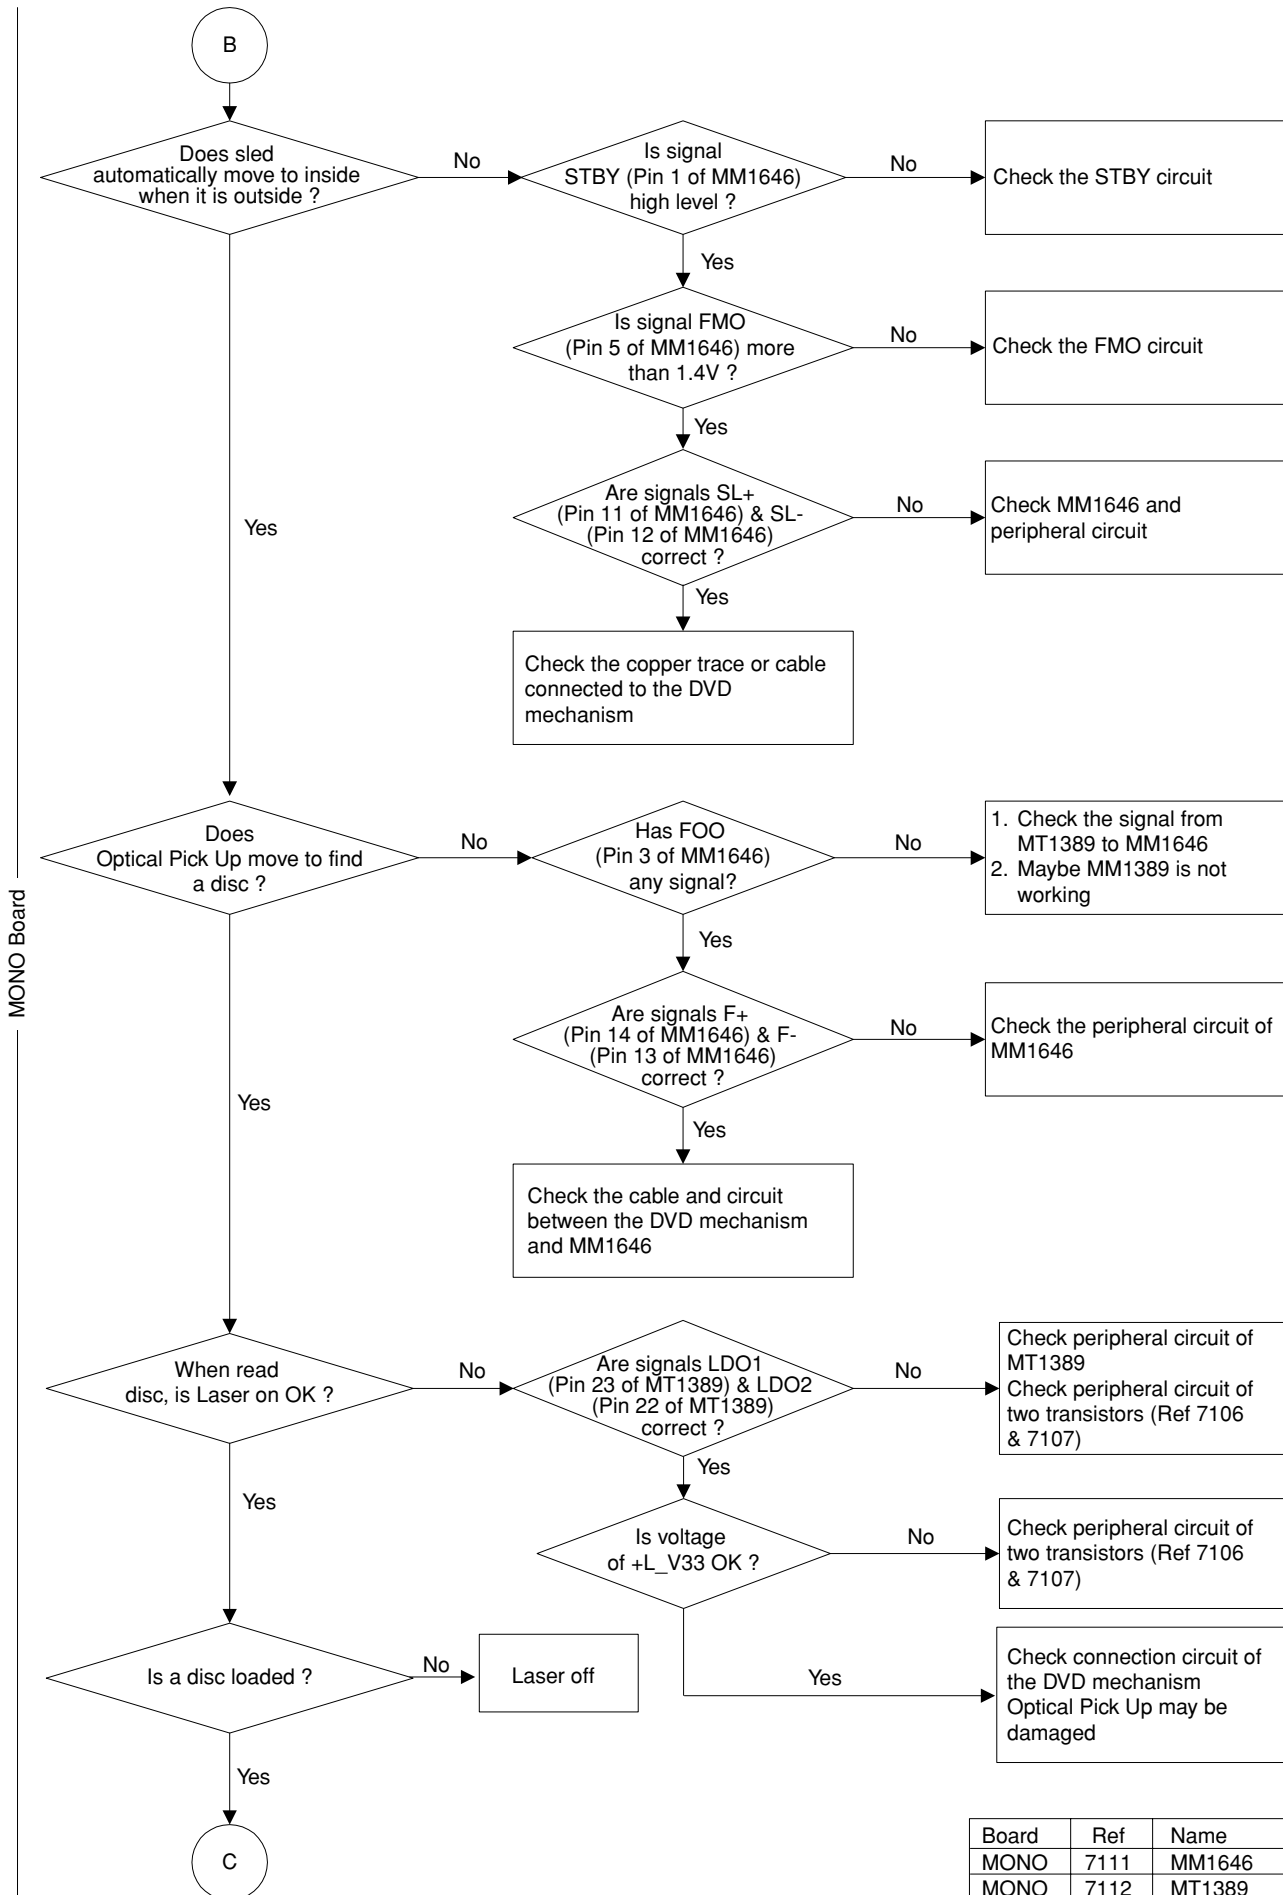 B
Does sled
automatically move to inside
when it is outside ?
No
Is signal
STBY (Pin 1 of MM1646)
high level ?
No
Check the STBY circuit
Yes
Is signal FMO
(Pin 5 of MM1646) more
than 1.4V ?
No
Check the FMO circuit
Yes
Are signals SL+
(Pin 11 of MM1646) & SL-
(Pin 12 of MM1646)
correct ?
No
Check MM1646 and
peripheral circuit
Yes
Yes
Check the copper trace or cable
connected to the DVD
mechanism
Does
Optical Pick Up move to find
a disc ?
No
Has FOO
(Pin 3 of MM1646)
any signal?
No
1. Check the signal from
MT1389 to MM1646
2. Maybe MM1389 is not
working
MONO Board
Yes
Are signals F+
(Pin 14 of MM1646) & F-
(Pin 13 of MM1646)
correct ?
No
Check the peripheral circuit of
MM1646
Yes
Yes
Check the cable and circuit
between the DVD mechanism
and MM1646
When read
disc, is Laser on OK ?
No
Are signals LDO1
(Pin 23 of MT1389) & LDO2
(Pin 22 of MT1389)
correct ?
No
Check peripheral circuit of
MT1389
Check peripheral circuit of
two transistors (Ref 7106
& 7107)
Yes
Yes
Is voltage
of +L_V33 OK ?
No
Check peripheral circuit of
two transistors (Ref 7106
& 7107)
Is a disc loaded ?
No
Laser off
Yes
Check connection circuit of
the DVD mechanism
Optical Pick Up may be
damaged
Yes
C
Board Ref Name
MONO 7111 MM1646
MONO 7112 MT1389